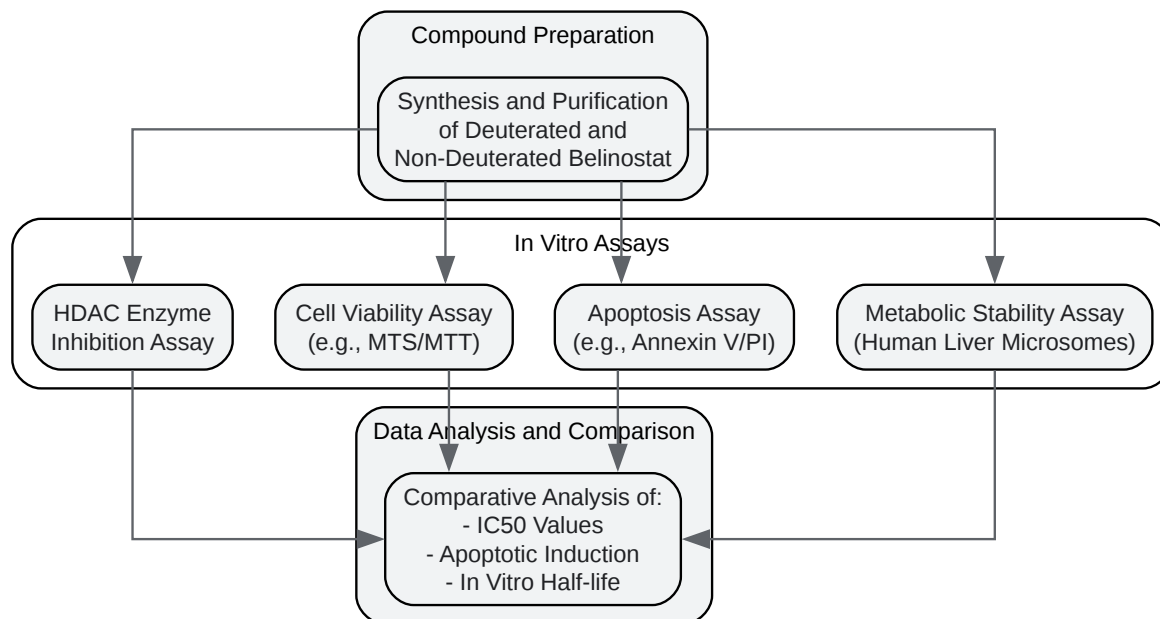 Compound Preparation
Synthesis and Purification
of Deuterated and
Non-Deuterated Belinostat
In Vitro Assays
HDAC Enzyme
Inhibition Assay
Cell Viability Assay
(e.g., MTS/MTT)
Apoptosis Assay
(e.g., Annexin V/PI)
Metabolic Stability Assay
(Human Liver Microsomes)
Data Analysis and Comparison
Comparative Analysis of:
- IC50 Values
- Apoptotic Induction
- In Vitro Half-life